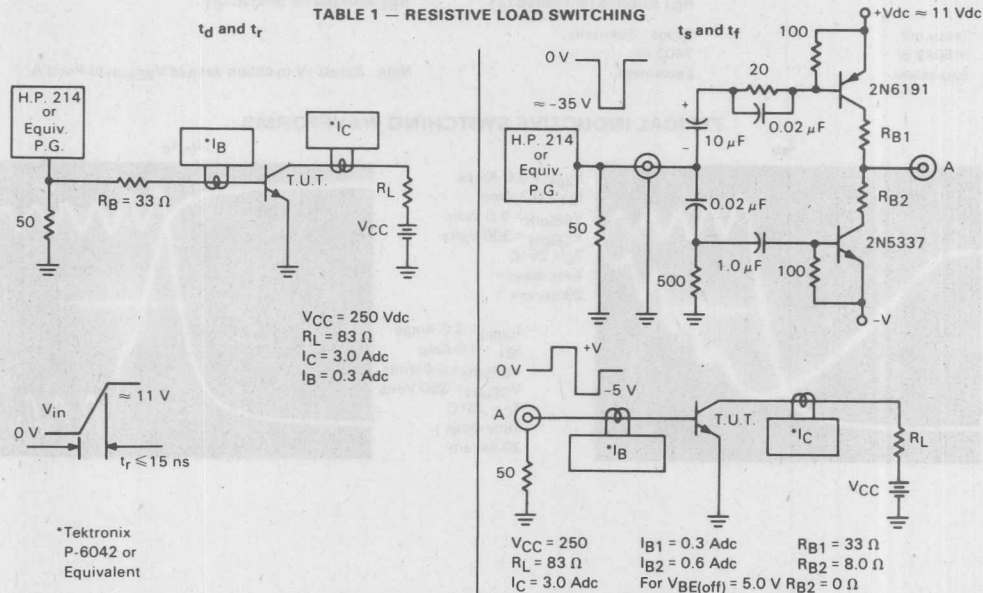 TABLE 1 — RESISTIVE LOAD SWITCHING
td and tr
H.P. 214
or
Equiv.
P.G.
*IB
*IC
50
RB = 33 Ω
T.U.T.
RL
VCC
VCC = 250 Vdc
RL = 83 Ω
IC = 3.0 Adc
IB = 0.3 Adc
Vin
0 V
≈ 11 V
tr ≤ 15 ns
*Tektronix
P-6042 or
Equivalent
ts and tf
+Vdc ≈ 11 Vdc
0 V
≈ −35 V
100
20
2N6191
0.02 µF
+
10 µF
−
RB1
A
H.P. 214
or
Equiv.
P.G.
50
0.02 µF
RB2
2N5337
1.0 µF
500
100
−V
+V
0 V
−5 V
A
*IB
T.U.T.
*IC
50
RL
VCC
VCC = 250 IB1 = 0.3 Adc RB1 = 33 Ω
RL = 83 Ω IB2 = 0.6 Adc RB2 = 8.0 Ω
IC = 3.0 Adc For VBE(off) = 5.0 V RB2 = 0 Ω